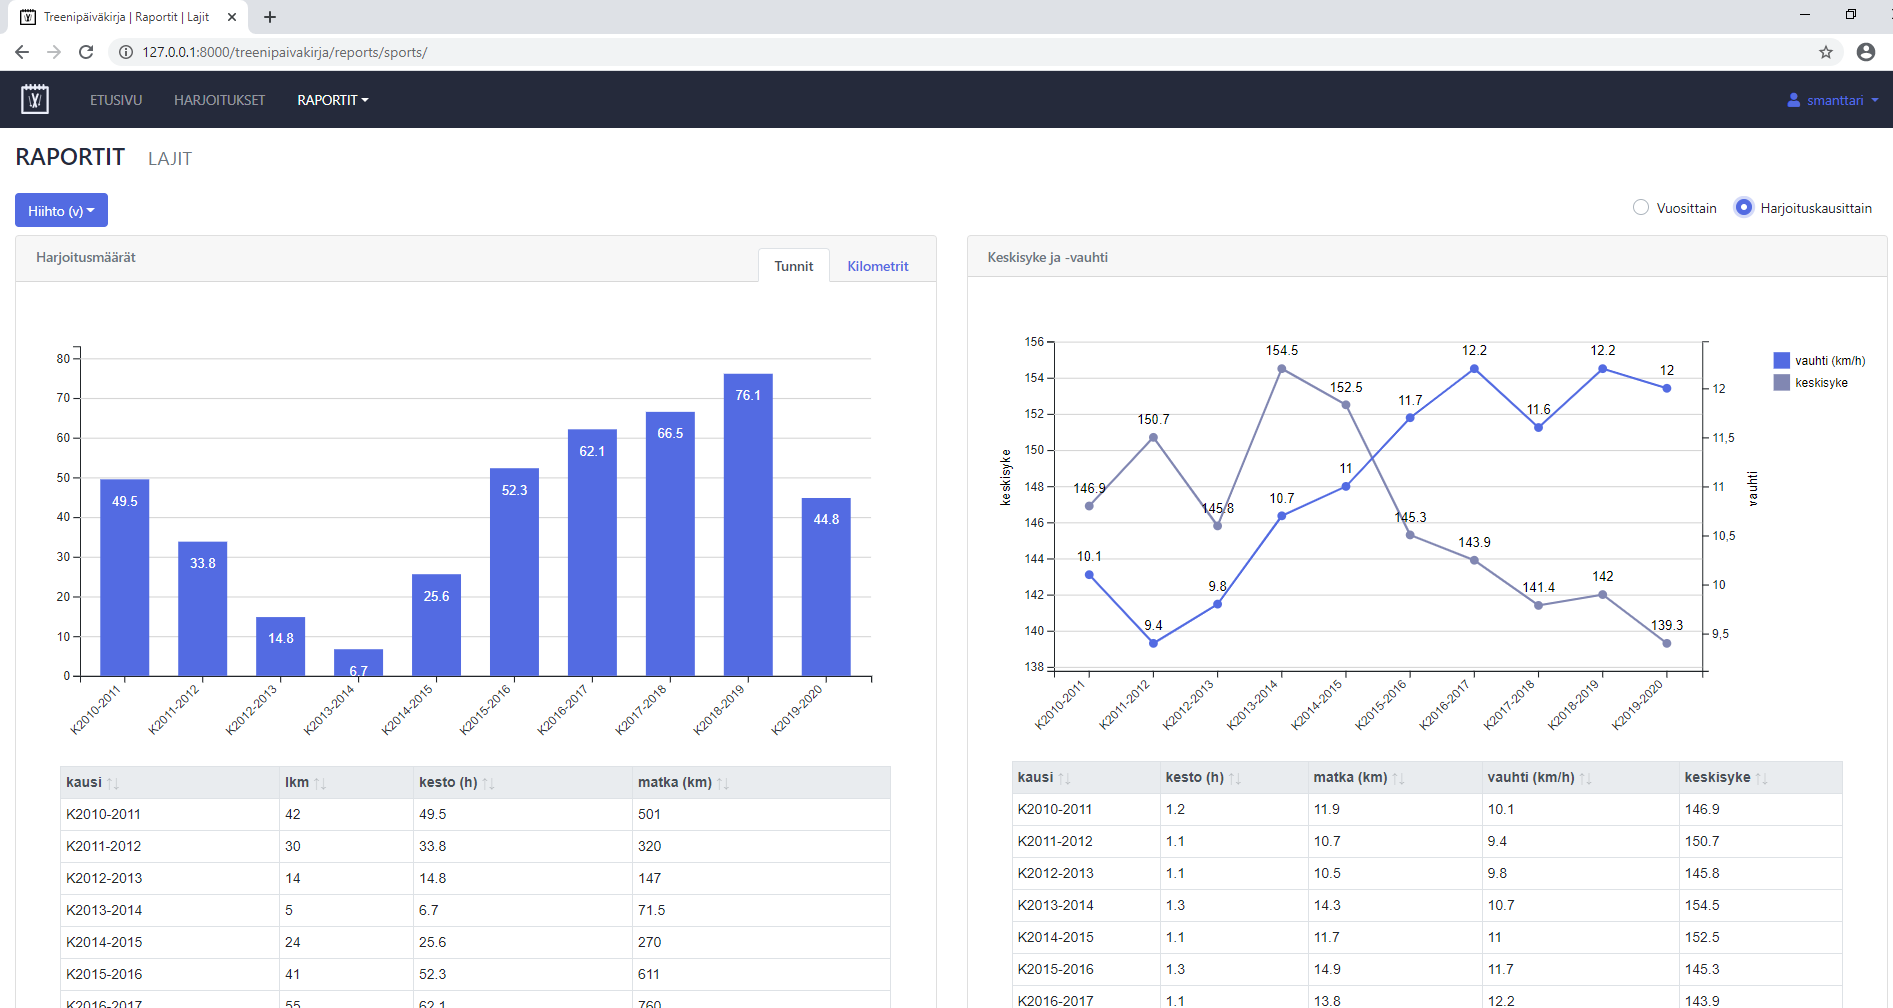 Treenipäiväkirja | Raportit | Lajit
127.0.0.1:8000/treenipaivakirja/reports/sports/
ETUSIVU HARJOITUKSET RAPORTIT smanttari
RAPORTIT LAJIT
Hiihto (v) Vuosittain Harjoituskausittain
Harjoitusmäärät Tunnit Kilometrit
80
70
60
50
40
30
20
10
0
49.5 33.8 14.8 6.7 25.6 52.3 62.1 66.5 76.1 44.8
K2010-2011 K2011-2012 K2012-2013 K2013-2014 K2014-2015 K2015-2016 K2016-2017 K2017-2018 K2018-2019 K2019-2020
kausi lkm kesto (h) matka (km)
K2010-2011 42 49.5 501
K2011-2012 30 33.8 320
K2012-2013 14 14.8 147
K2013-2014 5 6.7 71.5
K2014-2015 24 25.6 270
K2015-2016 41 52.3 611
K2016-2017 55 62.1 760
Keskisyke ja -vauhti
156
154
152
150
148
146
144
142
140
138
keskisyke
146.9 150.7 145.8 154.5 152.5 145.3 143.9 141.4 142 139.3
10.1 9.4 9.8 10.7 11 11.7 12.2 11.6 12.2 12
12
11,5
11
10,5
10
9,5
vauhti
vauhti (km/h)
keskisyke
K2010-2011 K2011-2012 K2012-2013 K2013-2014 K2014-2015 K2015-2016 K2016-2017 K2017-2018 K2018-2019 K2019-2020
kausi kesto (h) matka (km) vauhti (km/h) keskisyke
K2010-2011 1.2 11.9 10.1 146.9
K2011-2012 1.1 10.7 9.4 150.7
K2012-2013 1.1 10.5 9.8 145.8
K2013-2014 1.3 14.3 10.7 154.5
K2014-2015 1.1 11.7 11 152.5
K2015-2016 1.3 14.9 11.7 145.3
K2016-2017 1.1 13.8 12.2 143.9